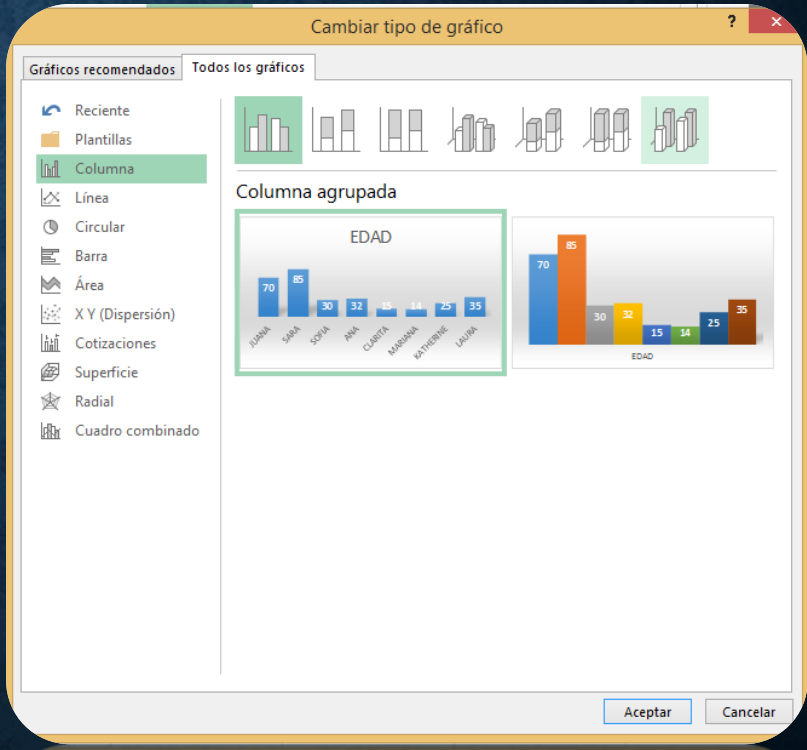 Cambiar tipo de gráfico
?
Gráficos recomendados
Todos los gráficos
Reciente
Plantillas
Columna
Línea
Circular
Barra
Área
X Y (Dispersión)
Cotizaciones
Superficie
Radial
Cuadro combinado
Columna agrupada
EDAD
70
85
30
32
15
14
25
35
JUANA
SARA
SOFIA
ANA
CLARITA
MARIANA
KATHERINE
LAURA
70
85
30
32
15
14
25
35
EDAD
Aceptar
Cancelar